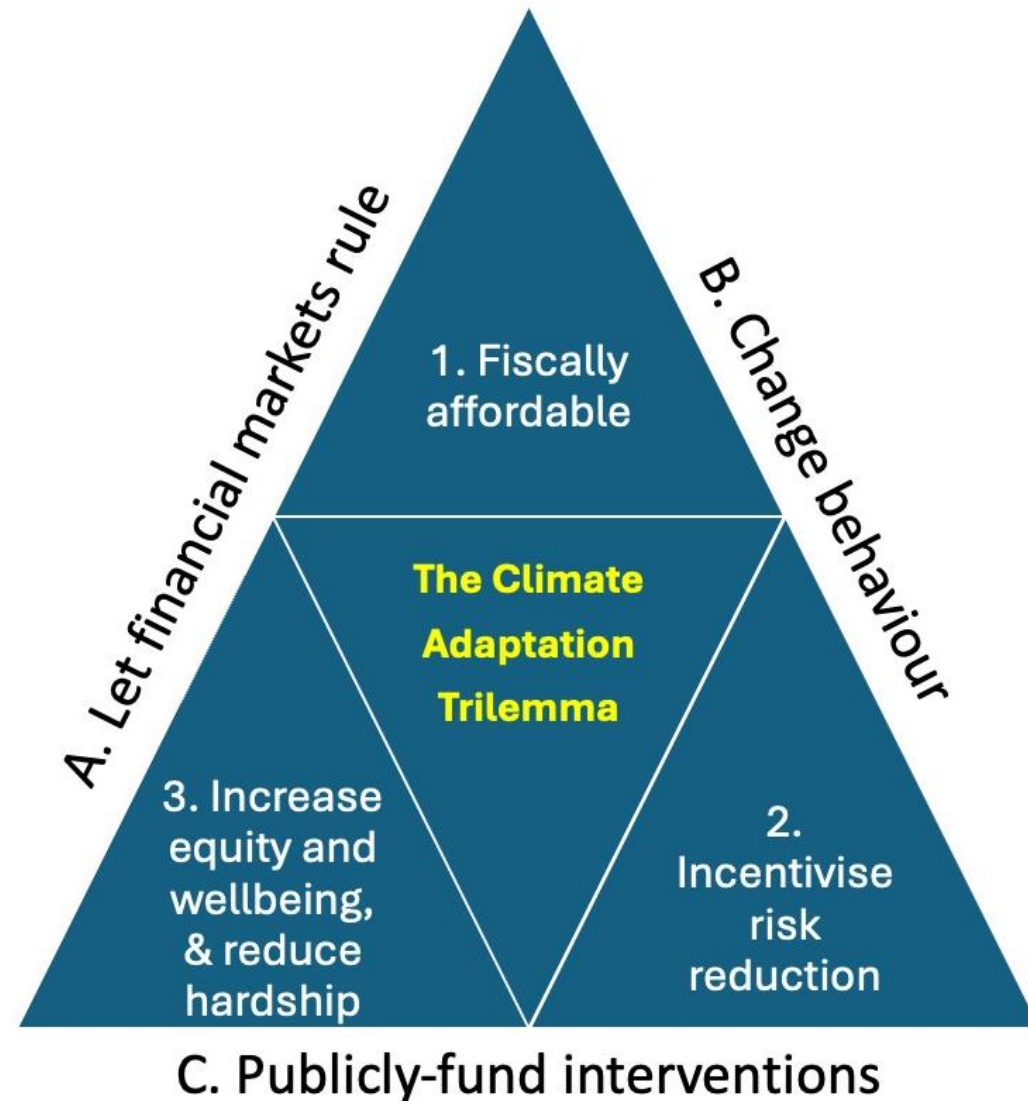 A. Let financial markets rule
B. Change behaviour
1. Fiscally
affordable
The Climate
Adaptation
Trilemma
3. Increase
equity and
wellbeing,
& reduce
hardship
2.
Incentivise
risk
reduction
C. Publicly-fund interventions